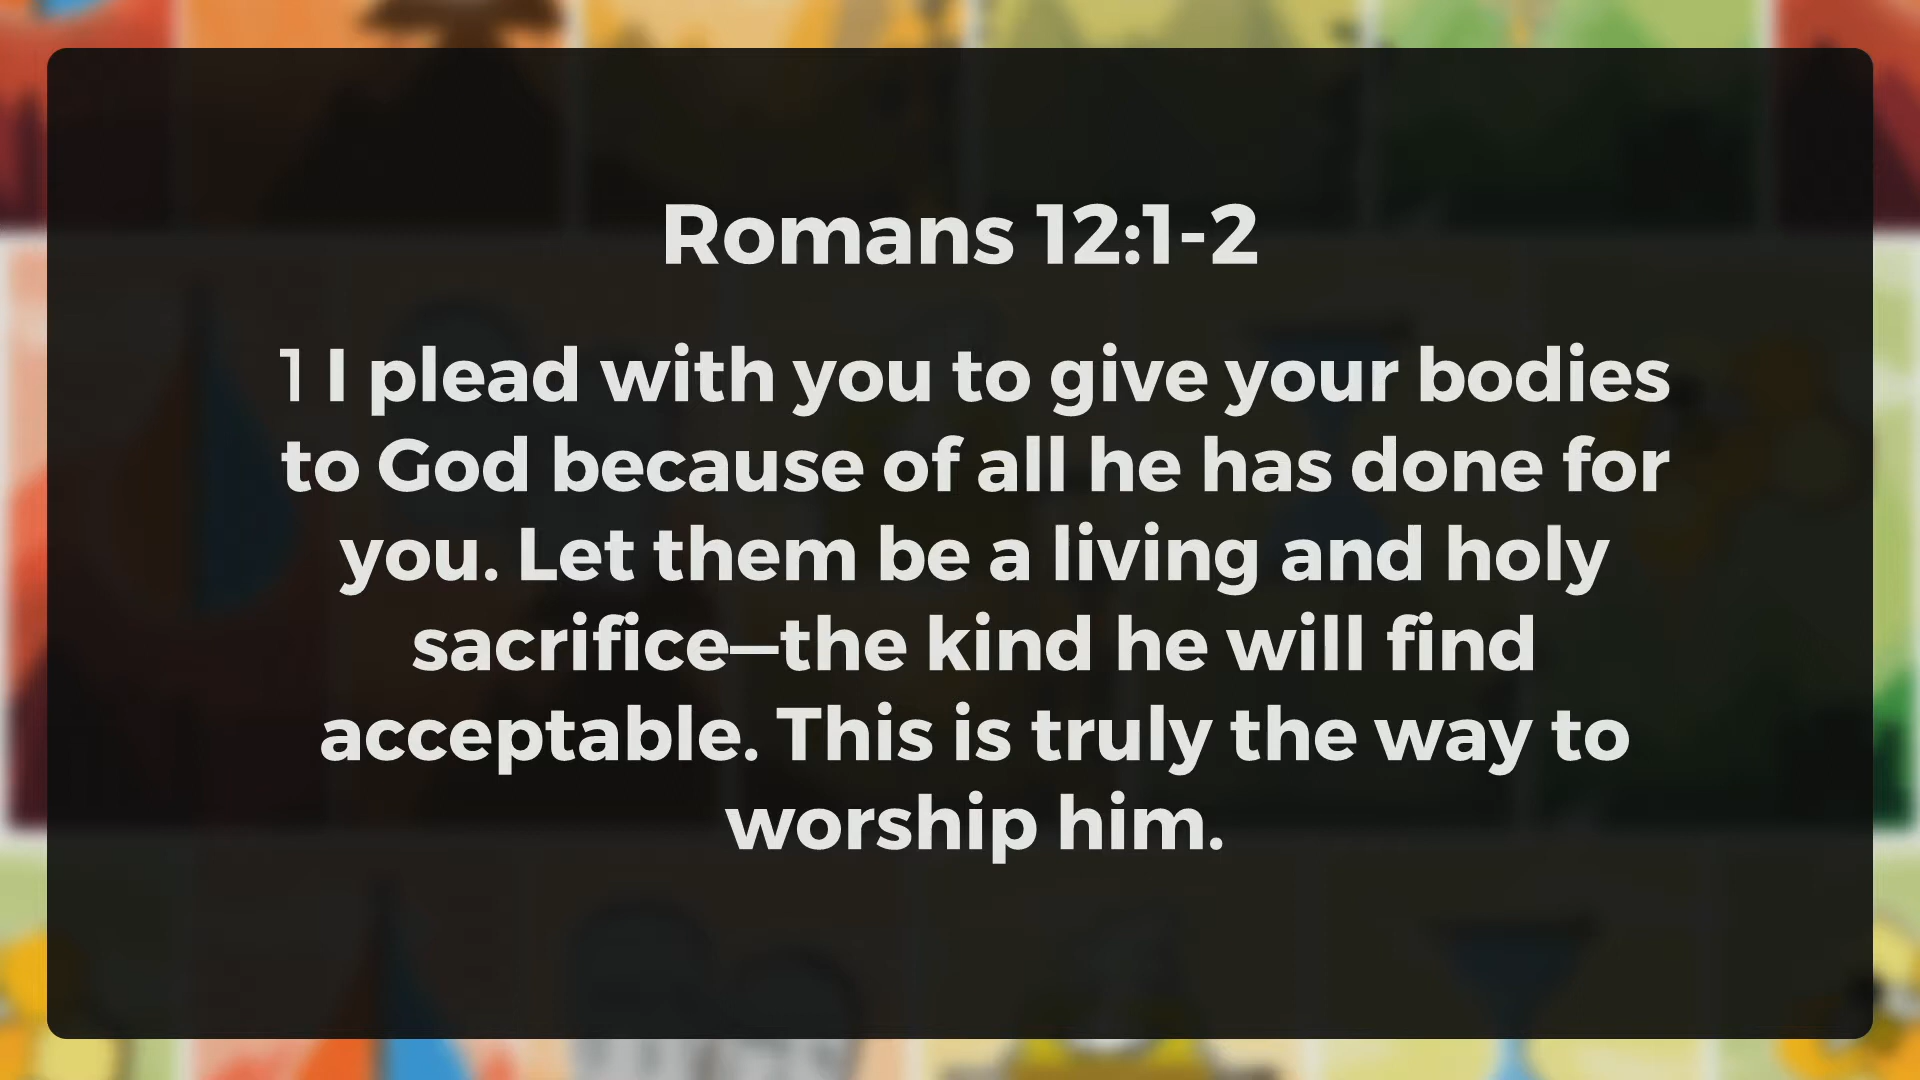 Romans 12:1-2
1 I plead with you to give your bodies
to God because of all he has done for
you. Let them be a living and holy
sacrifice—the kind he will find
acceptable. This is truly the way to
worship him.